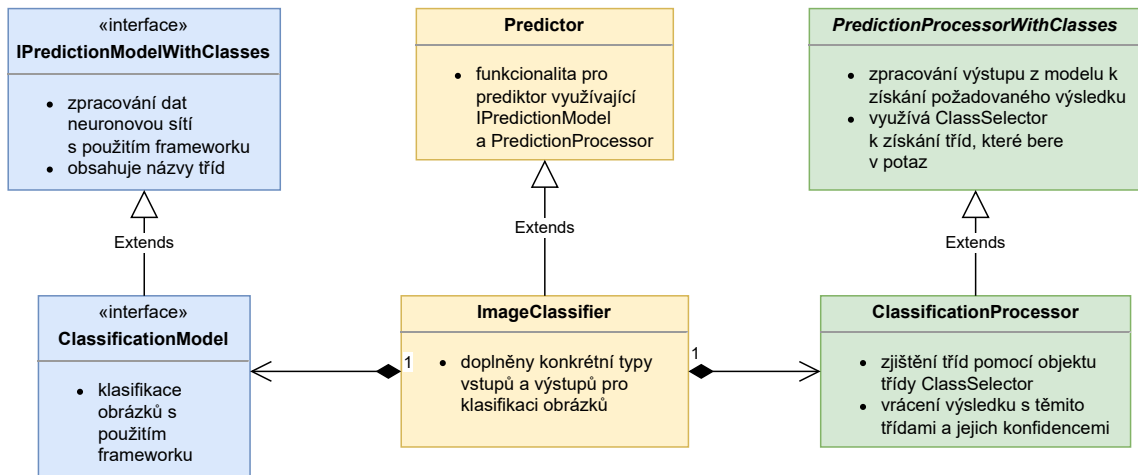 «interface»
IPredictionModelWithClasses
• zpracování dat
neuronovou sítí
s použitím frameworku
• obsahuje názvy tříd
Predictor
• funkcionalita pro
prediktor využívající
IPredictionModel
a PredictionProcessor
PredictionProcessorWithClasses
• zpracování výstupu z modelu k
získání požadovaného výsledku
• využívá ClassSelector
k získání tříd, které bere
v potaz
Extends
Extends
Extends
«interface»
ClassificationModel
• klasifikace
obrázků s
použitím
frameworku
1
ImageClassifier
• doplněny konkrétní typy
vstupů a výstupů pro
klasifikaci obrázků
1
ClassificationProcessor
• zjištění tříd pomocí objektu
třídy ClassSelector
• vrácení výsledku s těmito
třídami a jejich konfidencemi